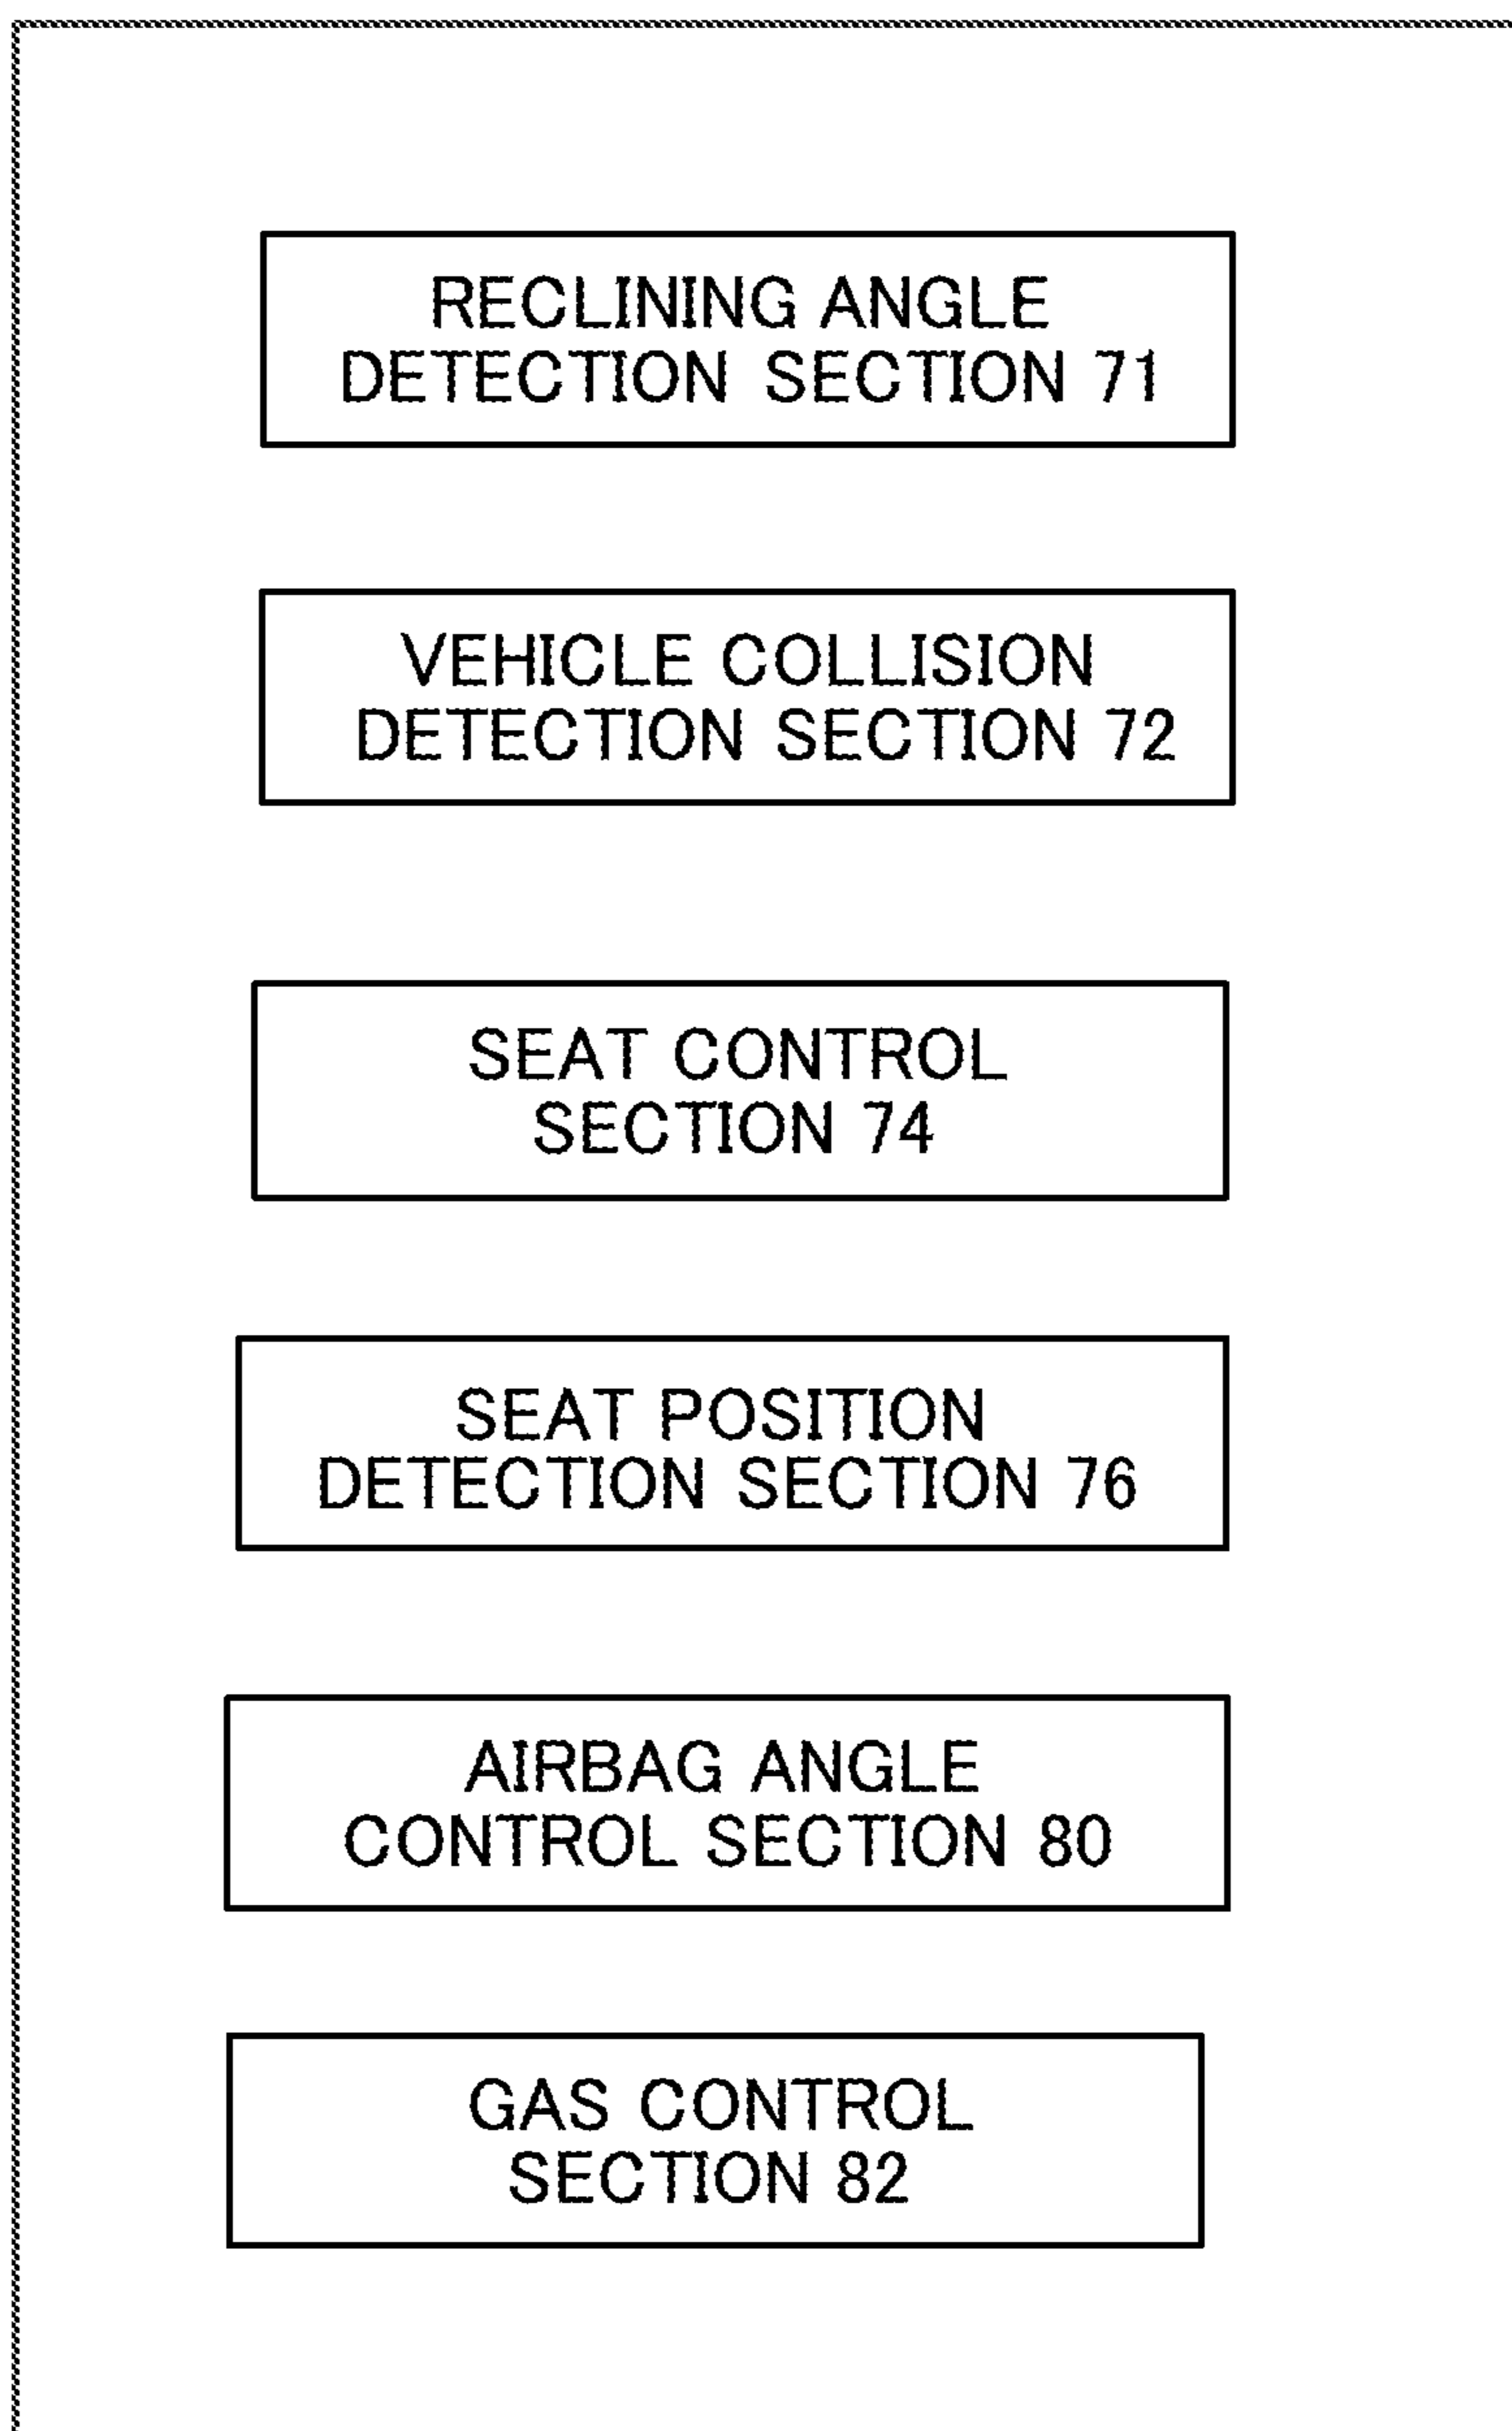 RECLINING ANGLE
DETECTION SECTION 71
VEHICLE COLLISION
DETECTION SECTION 72
SEAT CONTROL
SECTION 74
SEAT POSITION
DETECTION SECTION 76
AIRBAG ANGLE
CONTROL SECTION 80
GAS CONTROL
SECTION 82